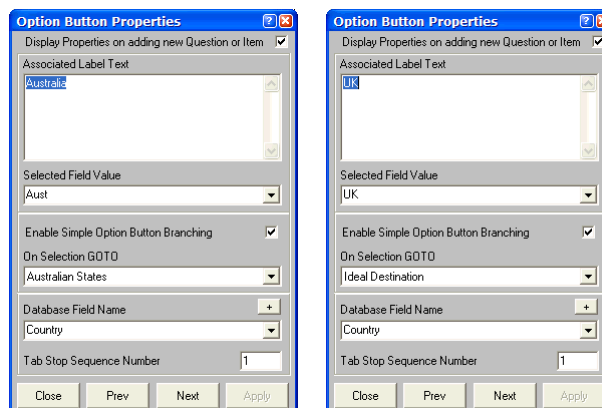 Option Button Properties
Display Properties on adding new Question or Item
Associated Label Text
Australia
Selected Field Value
Aust
Enable Simple Option Button Branching
On Selection GOTO
Australian States
Database Field Name
+
Country
Tab Stop Sequence Number
1
Close Prev Next Apply
Option Button Properties
Display Properties on adding new Question or Item
Associated Label Text
UK
Selected Field Value
UK
Enable Simple Option Button Branching
On Selection GOTO
Ideal Destination
Database Field Name
+
Country
Tab Stop Sequence Number
1
Close Prev Next Apply